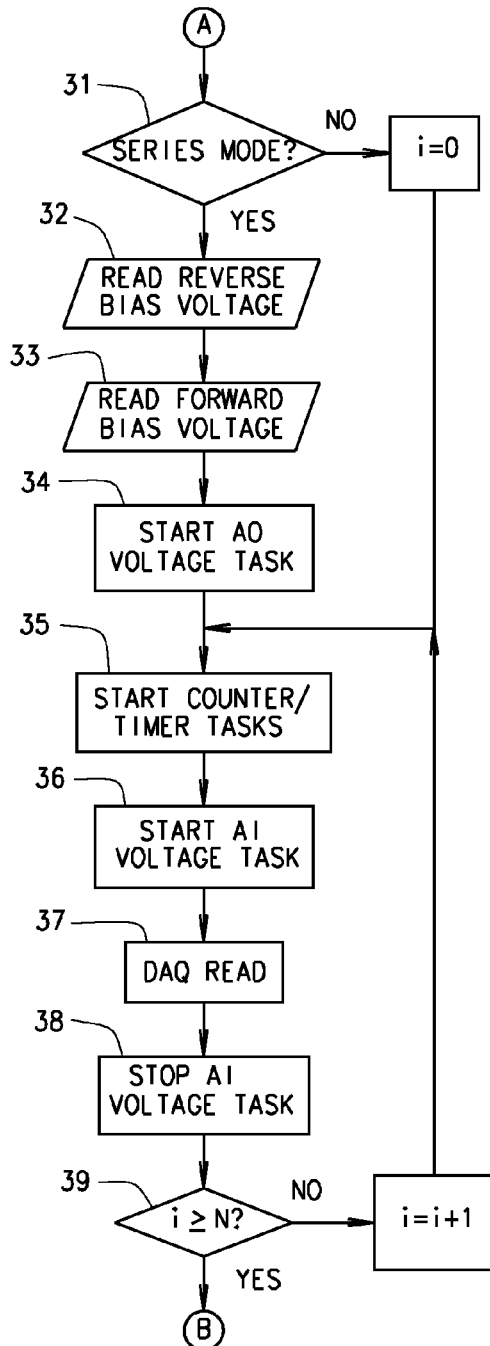 A
31
SERIES MODE?
NO
i=0
YES
32
READ REVERSE
BIAS VOLTAGE
33
READ FORWARD
BIAS VOLTAGE
34
START AO
VOLTAGE TASK
35
START COUNTER/
TIMER TASKS
36
START AI
VOLTAGE TASK
37
DAQ READ
38
STOP AI
VOLTAGE TASK
39
i ≥ N?
NO
i=i+1
YES
B